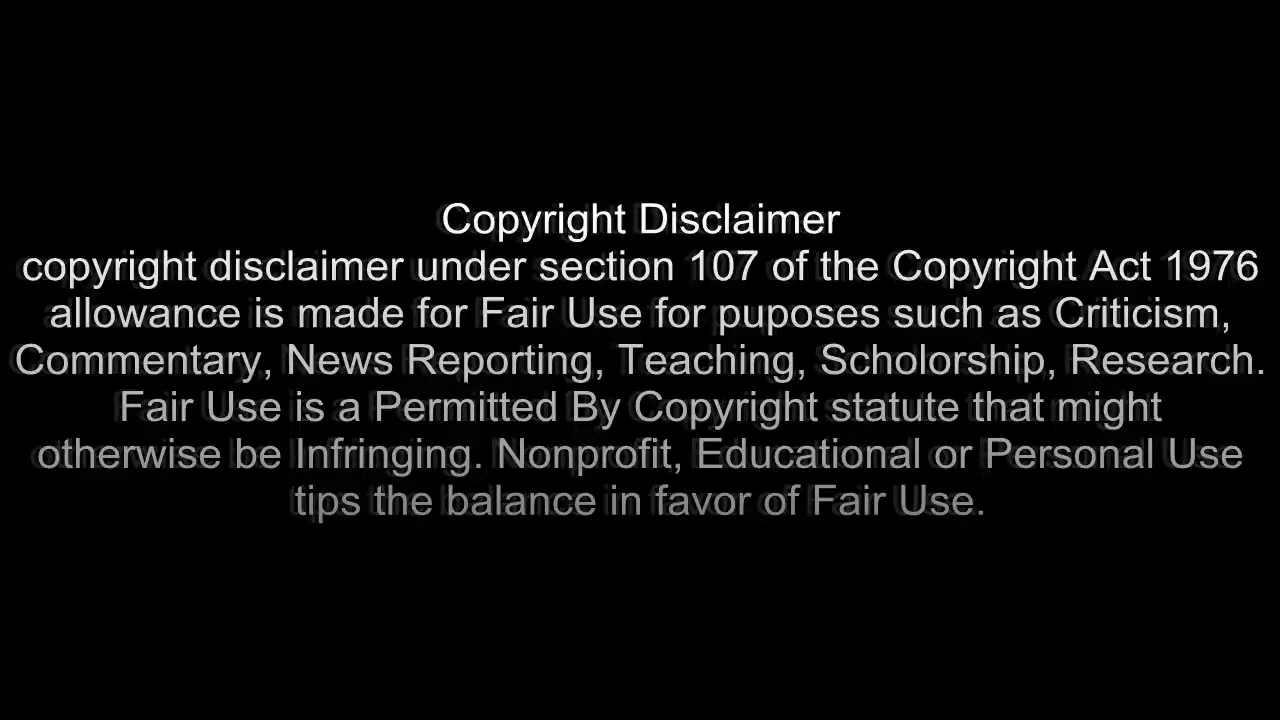 Copyright Disclaimer
copyright disclaimer under section 107 of the Copyright Act 1976
allowance is made for Fair Use for puposes such as Criticism,
Commentary, News Reporting, Teaching, Scholorship, Research.
Fair Use is a Permitted By Copyright statute that might
otherwise be Infringing. Nonprofit, Educational or Personal Use
tips the balance in favor of Fair Use.